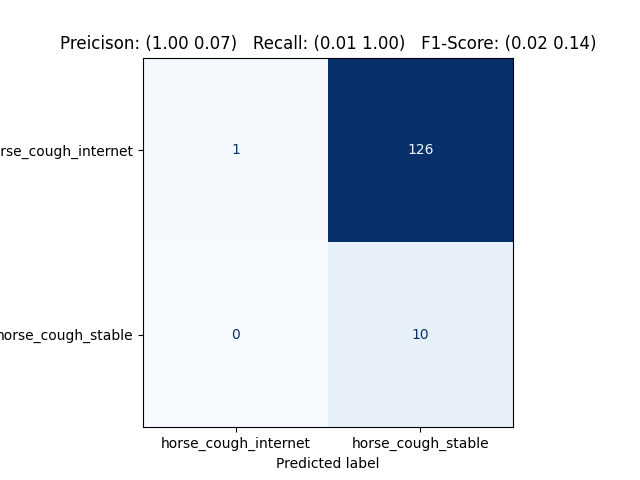 Preicison: (1.00 0.07) Recall: (0.01 1.00) F1-Score: (0.02 0.14)
rse_cough_internet
1
126
horse_cough_stable
0
10
horse_cough_internet
horse_cough_stable
Predicted label